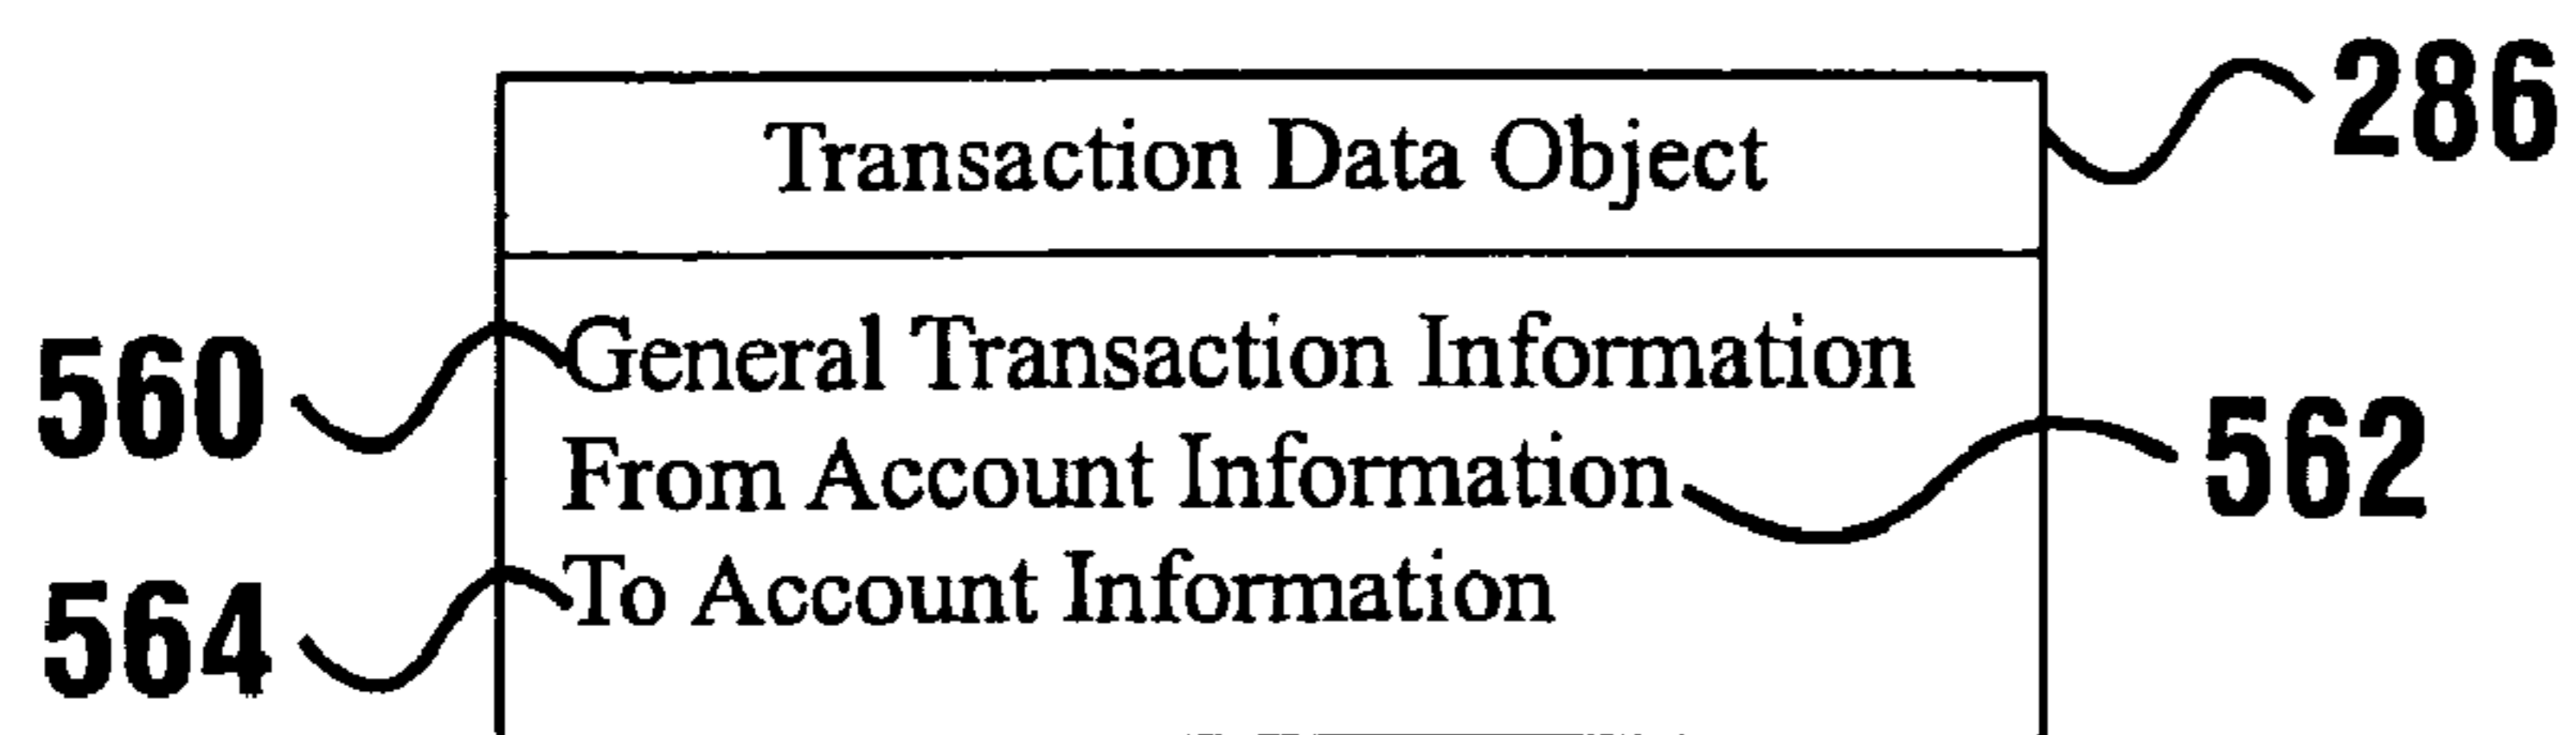 Transaction Data Object 286
560 General Transaction Information
From Account Information 562
564 To Account Information